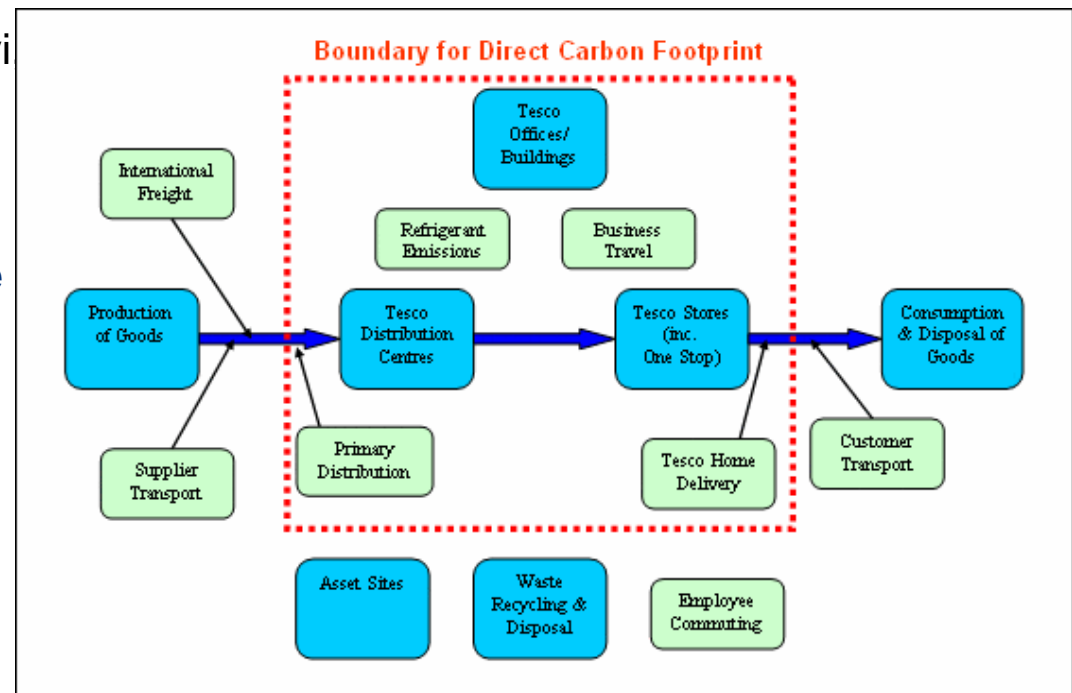 Boundary for Direct Carbon Footprint
Tesco
Offices/
Buildings
International
Freight
Refrigerant
Emissions
Business
Travel
Production
of Goods
Tesco
Distribution
Centres
Tesco Stores
(inc.
One Stop)
Consumption
& Disposal of
Goods
Supplier
Transport
Primary
Distribution
Tesco Home
Delivery
Customer
Transport
Asset Sites
Waste
Recycling &
Disposal
Employee
Commuting